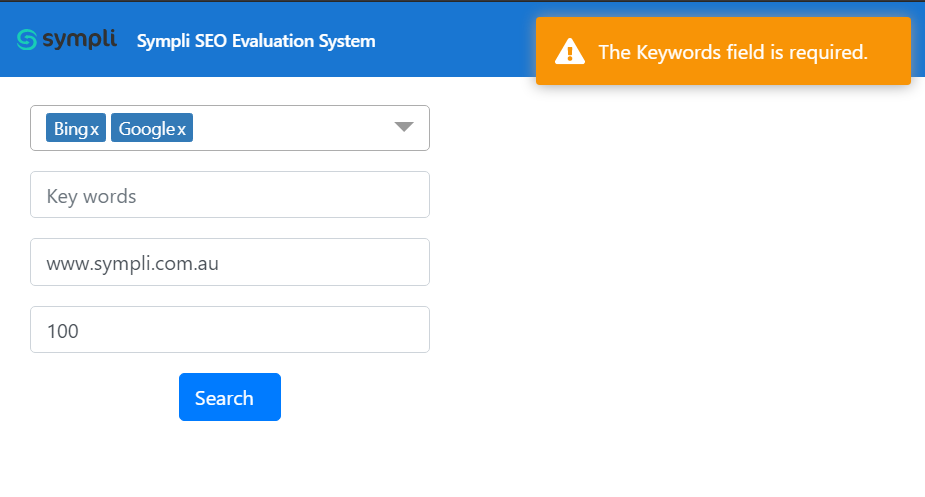 sympli Sympli SEO Evaluation System
The Keywords field is required.
Bing x Google x
Key words
www.sympli.com.au
100
Search